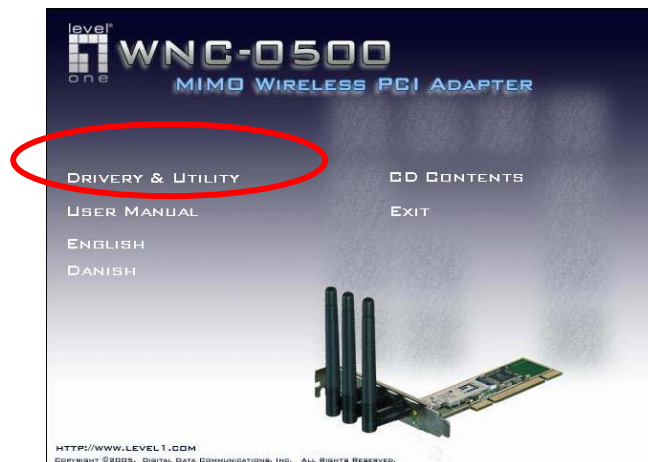 level
one
WNC-0500
MIMO WIRELESS PCI ADAPTER
DRIVERY & UTILITY
CD CONTENTS
USER MANUAL
EXIT
ENGLISH
DANISH
HTTP://WWW.LEVEL1.COM
COPYRIGHT ©2005, DIGITAL DATA COMMUNICATIONS, INC. ALL RIGHTS RESERVED.